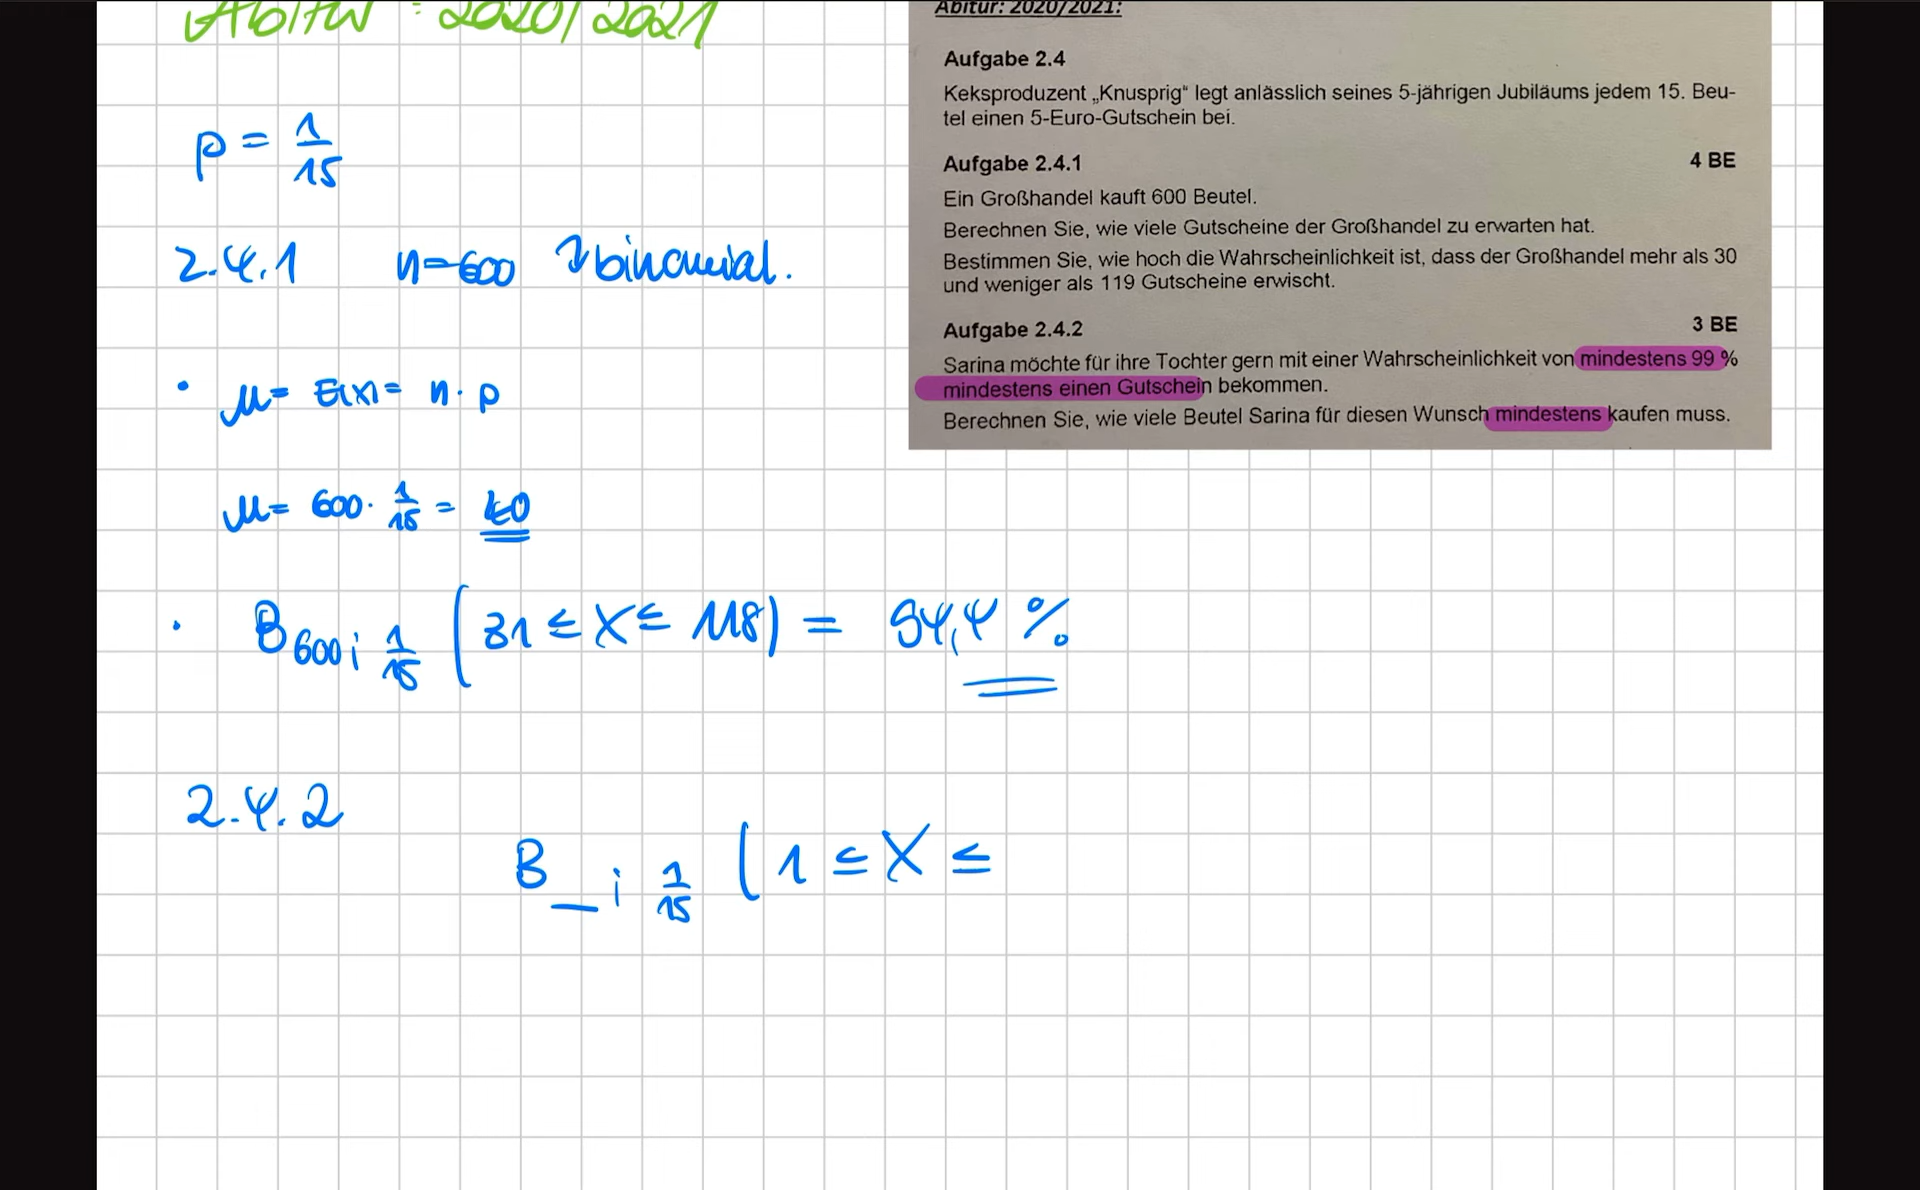 Abitur: 2020/2021
p = 1/15
2.4.1 n=600 binomial.
• μ= E(X)= n·p
μ= 600· 1/15 = 40
• B600; 1/15 (31 ≤ X ≤ 118) = 94,4 %
2.4.2
B_; 1/15 (1 ≤ X ≤
Abitur: 2020/2021:
Aufgabe 2.4
Keksproduzent „Knusprig“ legt anlässlich seines 5-jährigen Jubiläums jedem 15. Beu-
tel einen 5-Euro-Gutschein bei.
Aufgabe 2.4.1 4 BE
Ein Großhandel kauft 600 Beutel.
Berechnen Sie, wie viele Gutscheine der Großhandel zu erwarten hat.
Bestimmen Sie, wie hoch die Wahrscheinlichkeit ist, dass der Großhandel mehr als 30
und weniger als 119 Gutscheine erwischt.
Aufgabe 2.4.2 3 BE
Sarina möchte für ihre Tochter gern mit einer Wahrscheinlichkeit von mindestens 99 %
mindestens einen Gutschein bekommen.
Berechnen Sie, wie viele Beutel Sarina für diesen Wunsch mindestens kaufen muss.